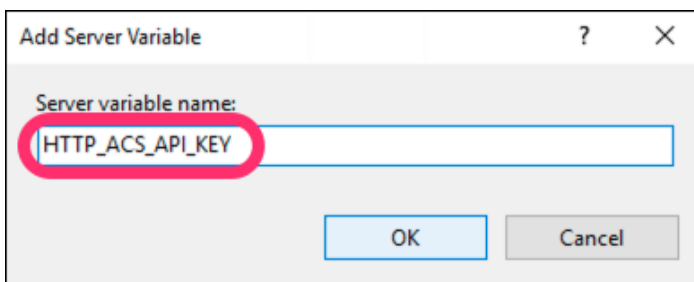 Add Server Variable ?
Server variable name:
HTTP_ACS_API_KEY
OK Cancel